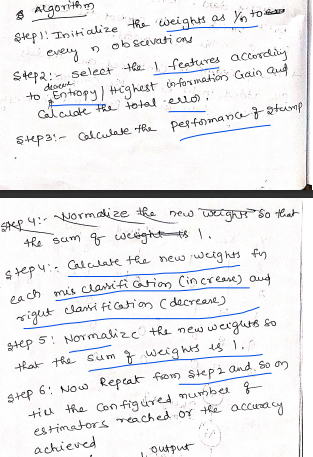 Algorithm
Step 1: Initialize the weights as 1/n to
every n observations
Step 2:- Select the 1 features according
to Entropy / Highest information Gain and
Calculate the total error.
Step 3:- Calculate the performance of stump
Step 4:- Normalize the new weights so that
the sum of weights is 1.
Step 4:- Calculate the new weights for
each misclassification (increase) and
right classification (decrease)
Step 5: Normalize the new weights so
that the sum of weights is 1.
Step 6: Now Repeat from step 2 and so on
till the configured number of
estimators reached or the accuracy
achieved
output